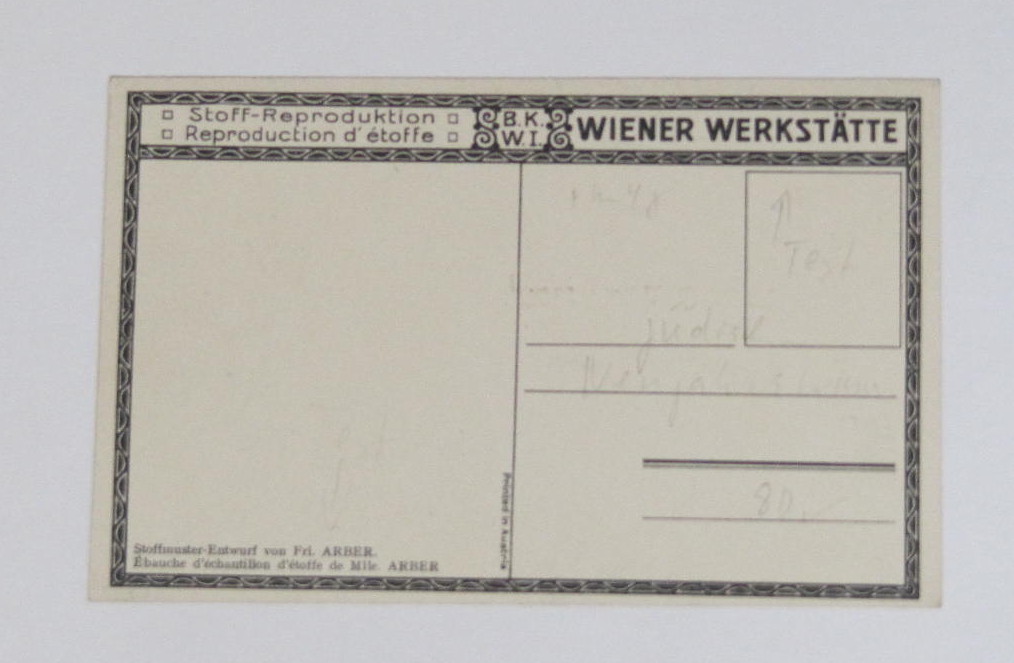 □ Stoff-Reproduktion □
□ Reproduction d'étoffe □
B.K.
W.I.
WIENER WERKSTÄTTE
Text
80,-
Printed in Austria
Stoffmuster-Entwurf von Frl. ARBER.
Ébauche d'échantillon d'étoffe de Mlle. ARBER